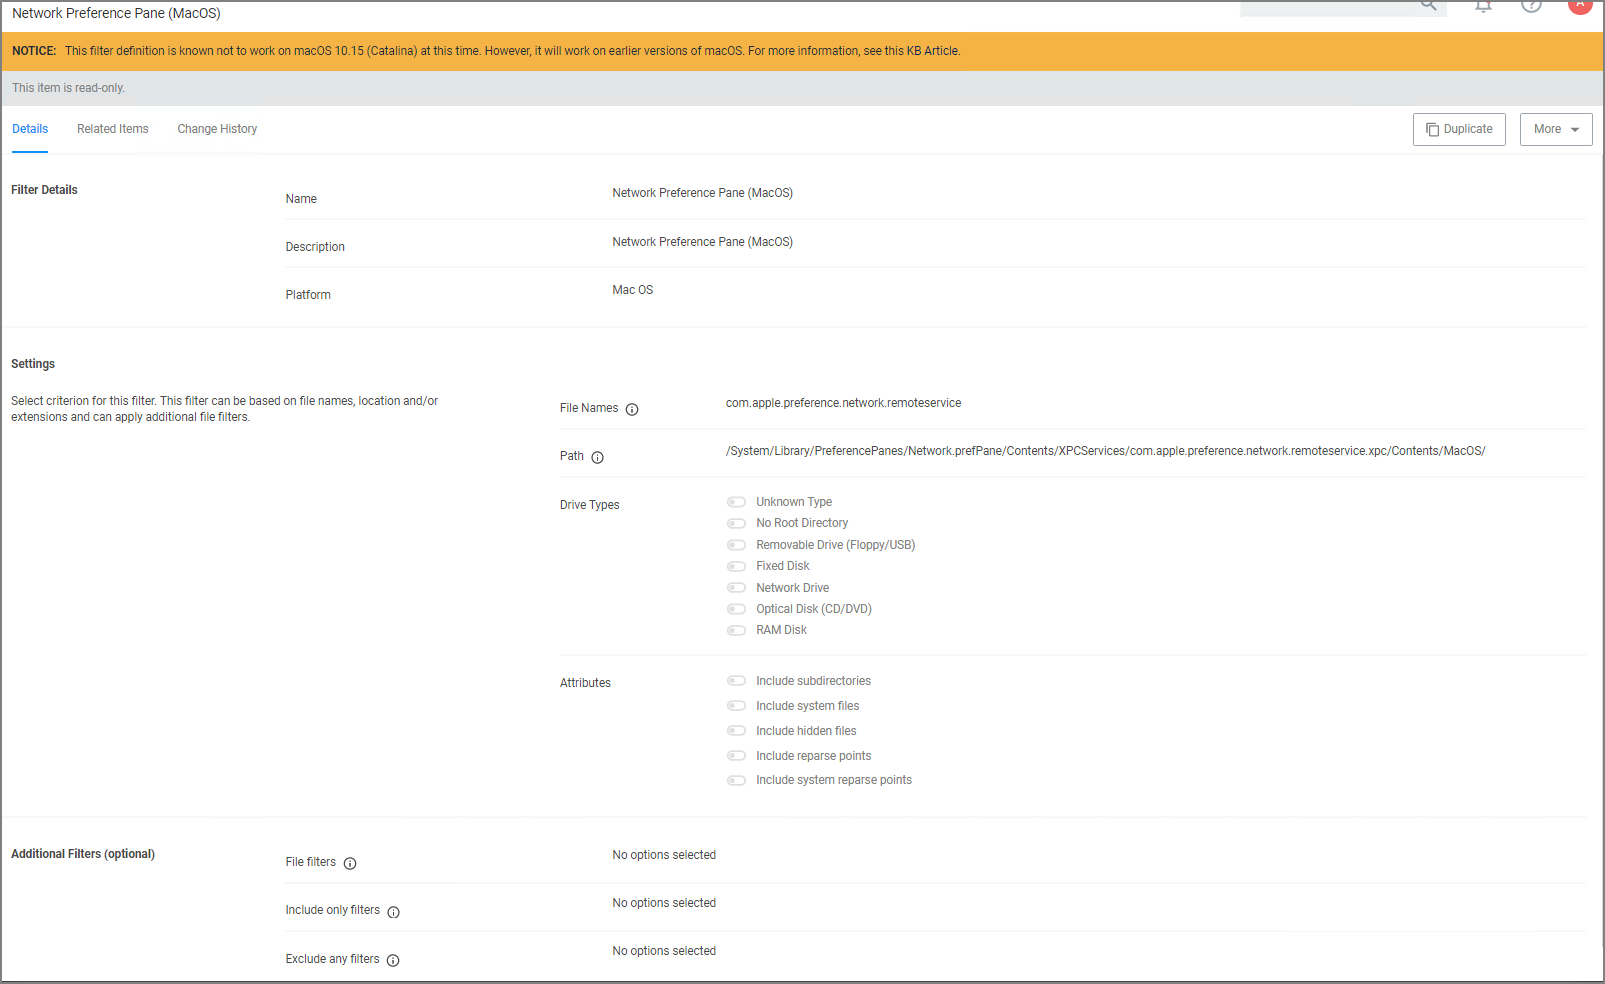 Network Preference Pane (MacOS)
A
NOTICE: This filter definition is known not to work on macOS 10.15 (Catalina) at this time. However, it will work on earlier versions of macOS. For more information, see this KB Article.
This item is read-only.
Details Related Items Change History Duplicate More
Filter Details
Name Network Preference Pane (MacOS)
Description Network Preference Pane (MacOS)
Platform Mac OS
Settings
Select criterion for this filter. This filter can be based on file names, location and/or
extensions and can apply additional file filters.
File Names com.apple.preference.network.remoteservice
Path /System/Library/PreferencePanes/Network.prefPane/Contents/XPCServices/com.apple.preference.network.remoteservice.xpc/Contents/MacOS/
Drive Types Unknown Type
No Root Directory
Removable Drive (Floppy/USB)
Fixed Disk
Network Drive
Optical Disk (CD/DVD)
RAM Disk
Attributes Include subdirectories
Include system files
Include hidden files
Include reparse points
Include system reparse points
Additional Filters (optional)
File filters No options selected
Include only filters No options selected
Exclude any filters No options selected